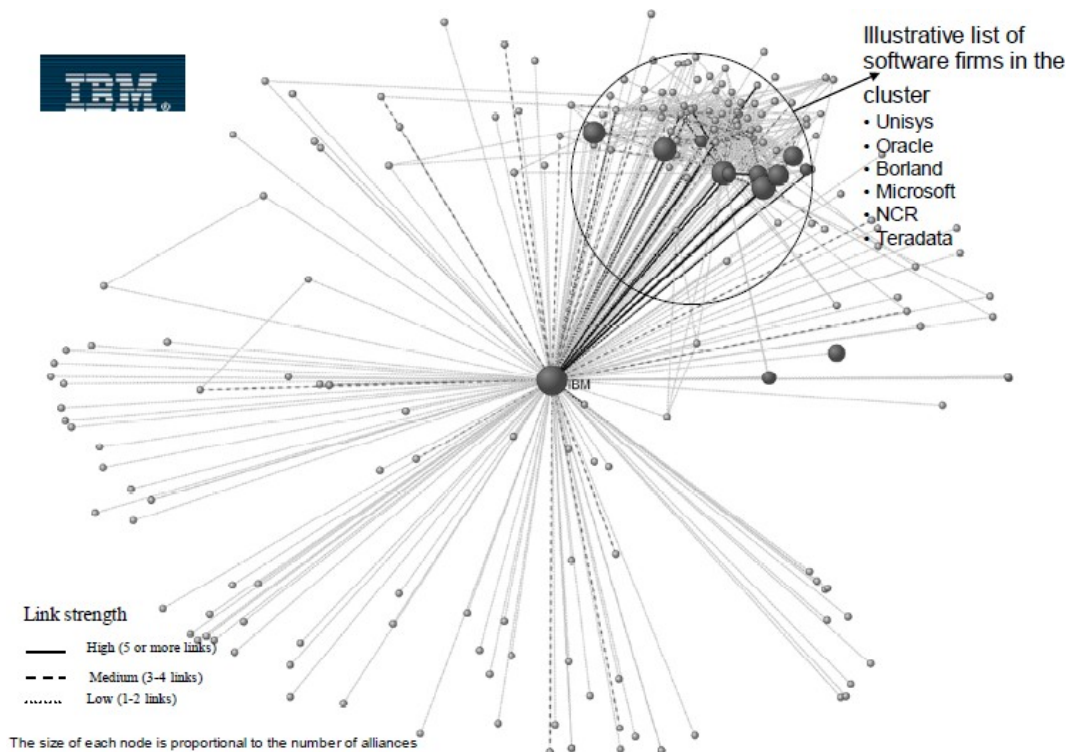 IBM®
Illustrative list of
software firms in the
cluster
• Unisys
• Oracle
• Borland
• Microsoft
• NCR
• Teradata
IBM
Link strength
High (5 or more links)
Medium (3-4 links)
Low (1-2 links)
The size of each node is proportional to the number of alliances